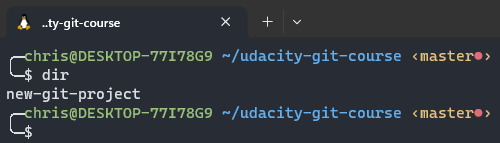 ..ty-git-course
chris@DESKTOP-77I78G9 ~/udacity-git-course ‹master●›
$ dir
new-git-project
chris@DESKTOP-77I78G9 ~/udacity-git-course ‹master●›
$